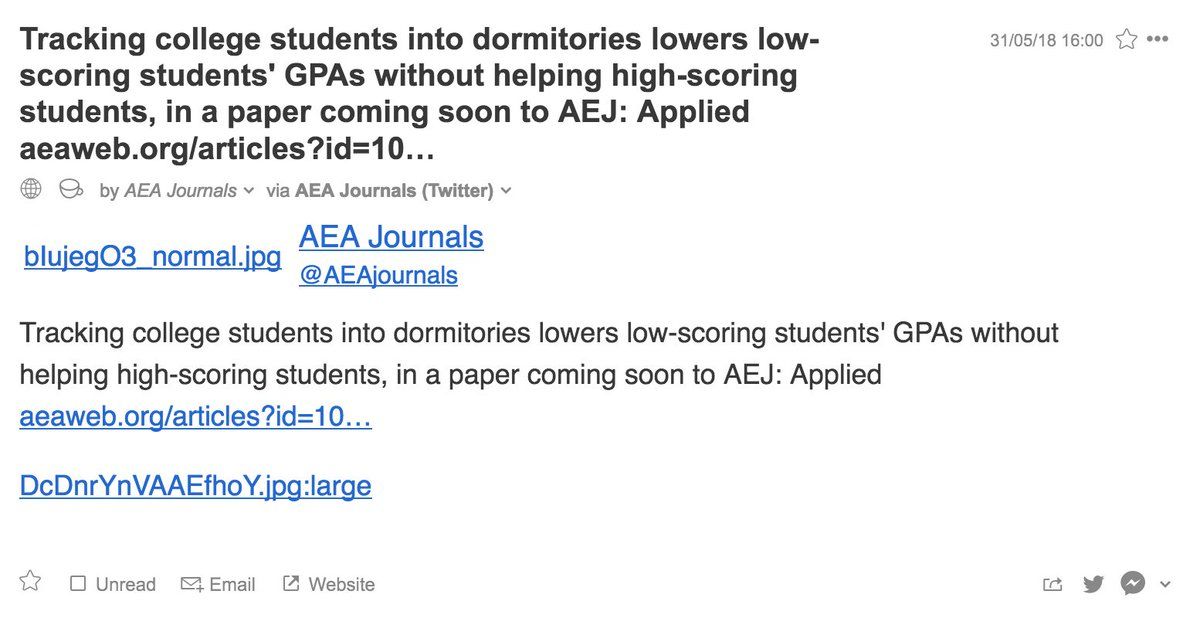 Tracking college students into dormitories lowers low-
scoring students' GPAs without helping high-scoring
students, in a paper coming soon to AEJ: Applied
aeaweb.org/articles?id=10…
31/05/18 16:00
by AEA Journals via AEA Journals (Twitter)
bIujegO3_normal.jpg
AEA Journals
@AEAjournals
Tracking college students into dormitories lowers low-scoring students' GPAs without
helping high-scoring students, in a paper coming soon to AEJ: Applied
aeaweb.org/articles?id=10…
DcDnrYnVAAEfhoY.jpg:large
Unread Email Website